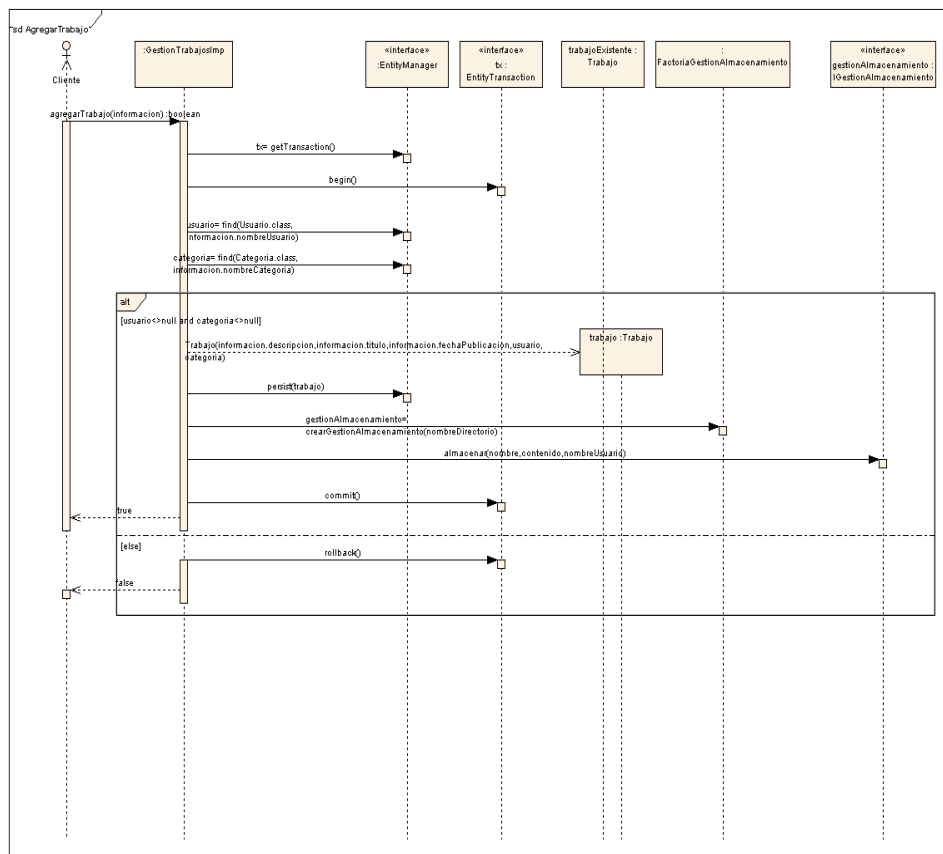 sd AgregarTrabajo
Cliente
:GestionTrabajosImp
«interface»
:EntityManager
«interface»
tx :
EntityTransaction
trabajoExistente :
Trabajo
:
FactoriaGestionAlmacenamiento
«interface»
gestionAlmacenamiento :
IGestionAlmacenamiento
agregarTrabajo(informacion) :boolean
tx= getTransaction()
begin()
usuario= find(Usuario.class,
informacion.nombreUsuario)
categoria= find(Categoria.class,
informacion.nombreCategoria)
alt
[usuario<>null and categoria<>null]
Trabajo(informacion.descripcion,informacion.titulo,informacion.fechaPublicacion,usuario,
categoria)
trabajo :Trabajo
persist(trabajo)
gestionAlmacenamiento=
crearGestionAlmacenamiento(nombreDirectorio)
almacenar(nombre,contenido,nombreUsuario)
commit()
true
[else]
rollback()
false